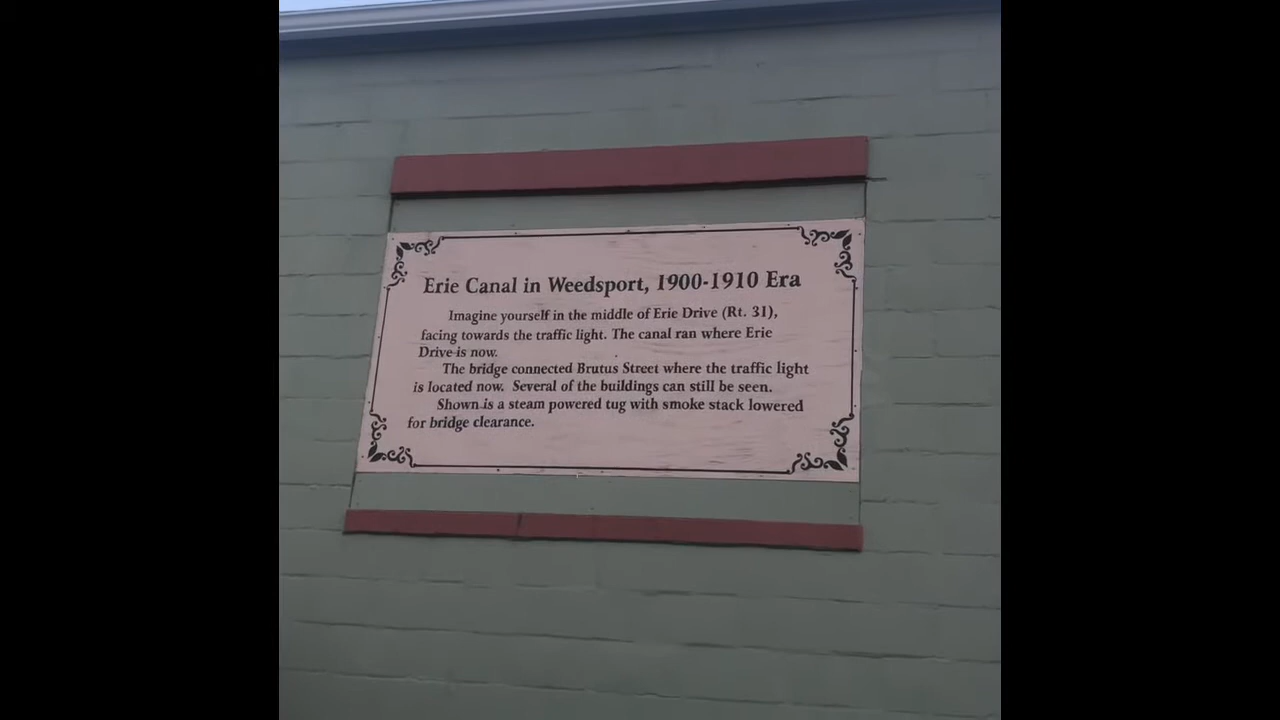 Erie Canal in Weedsport, 1900-1910 Era
Imagine yourself in the middle of Erie Drive (Rt. 31),
facing towards the traffic light. The canal ran where Erie
Drive is now.
The bridge connected Brutus Street where the traffic light
is located now. Several of the buildings can still be seen.
Shown is a steam powered tug with smoke stack lowered
for bridge clearance.